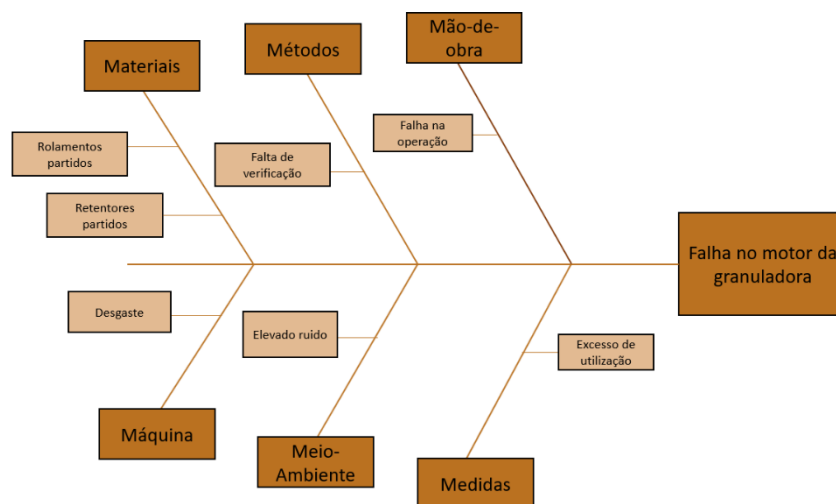 Materiais
Métodos
Mão-de-
obra
Rolamentos
partidos
Retentores
partidos
Falta de
verificação
Falha na
operação
Falha no motor da
granuladora
Desgaste
Elevado ruido
Excesso de
utilização
Máquina
Meio-
Ambiente
Medidas